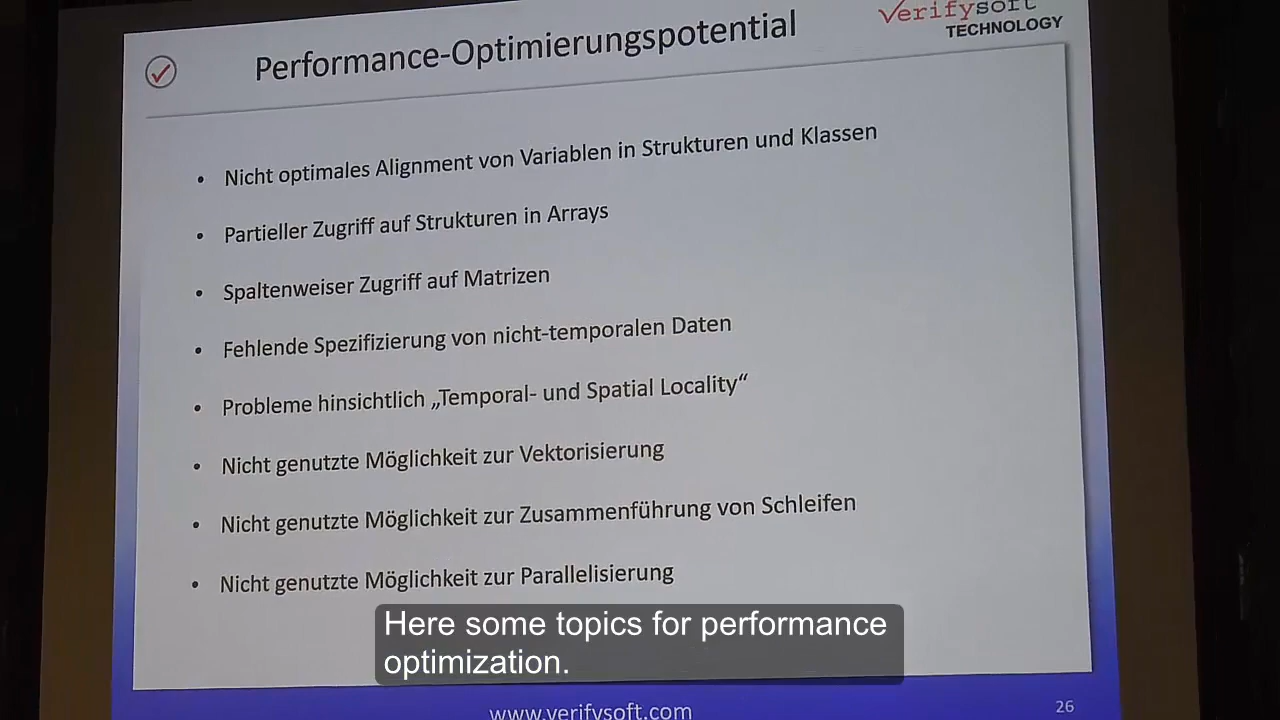 Performance-Optimierungspotential
Verifysoft
TECHNOLOGY
• Nicht optimales Alignment von Variablen in Strukturen und Klassen
• Partieller Zugriff auf Strukturen in Arrays
• Spaltenweiser Zugriff auf Matrizen
• Fehlende Spezifizierung von nicht-temporalen Daten
• Probleme hinsichtlich „Temporal- und Spatial Locality“
• Nicht genutzte Möglichkeit zur Vektorisierung
• Nicht genutzte Möglichkeit zur Zusammenführung von Schleifen
• Nicht genutzte Möglichkeit zur Parallelisierung
Here some topics for performance
optimization.
www.verifysoft.com
26